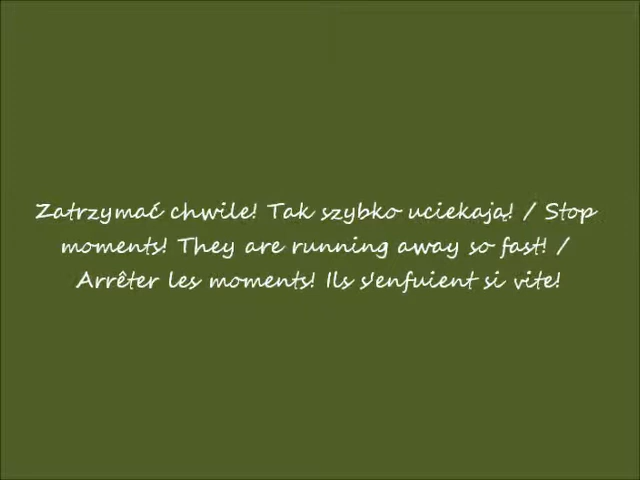 Zatrzymać chwile! Tak szybko uciekają! / Stop
moments! They are running away so fast! /
Arrêter les moments! Ils s'enfuient si vite!